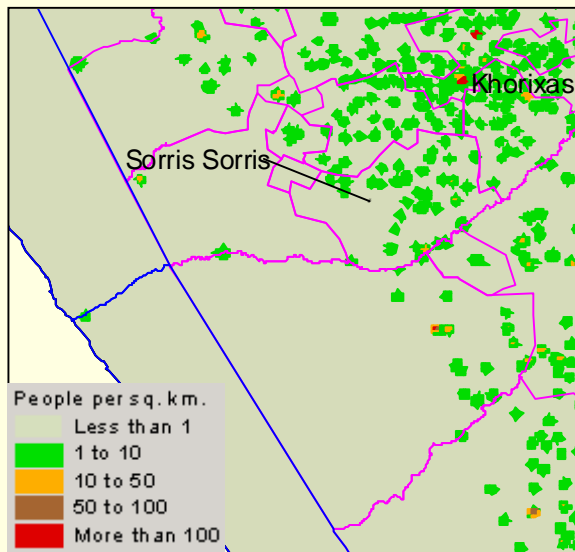 Khorixas
Sorris Sorris
People per sq. km.
Less than 1
1 to 10
10 to 50
50 to 100
More than 100